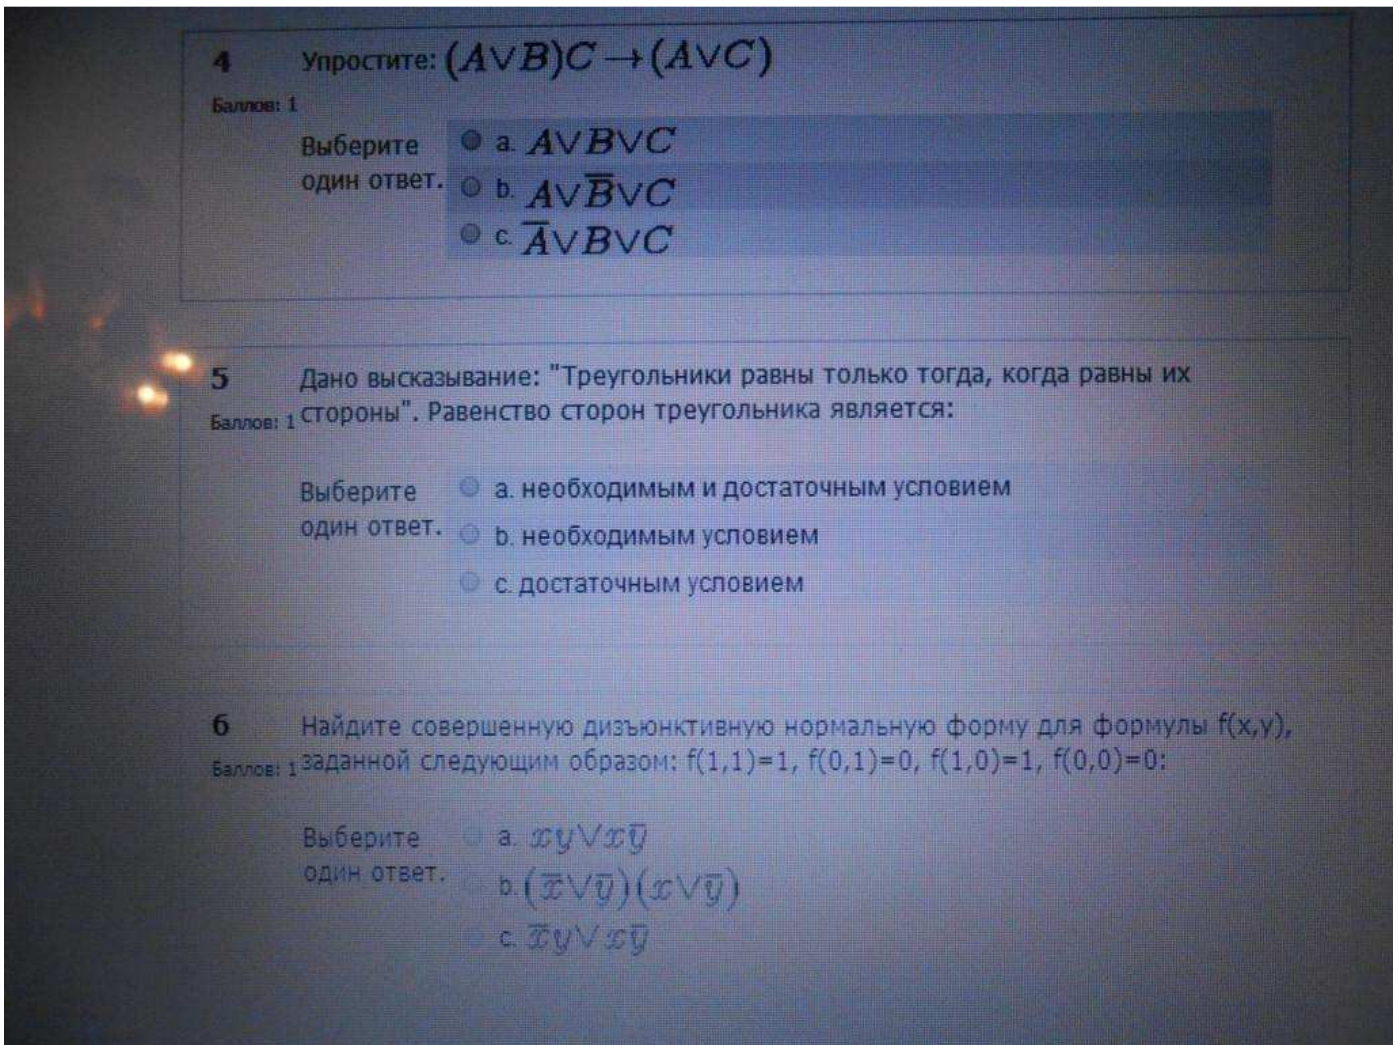 4 Упростите: (A∨B)C→(A∨C)
Баллов: 1
Выберите
один ответ.
a. A∨B∨C
b. A∨B̅∨C
c. A̅∨B∨C
5 Дано высказывание: "Треугольники равны только тогда, когда равны их
Баллов: 1 стороны". Равенство сторон треугольника является:
Выберите
один ответ.
a. необходимым и достаточным условием
b. необходимым условием
c. достаточным условием
6 Найдите совершенную дизъюнктивную нормальную форму для формулы f(x,y),
Баллов: 1 заданной следующим образом: f(1,1)=1, f(0,1)=0, f(1,0)=1, f(0,0)=0:
Выберите
один ответ.
a. xy∨xy̅
b. (x̅∨y̅)(x∨y̅)
c. x̅y∨xy̅